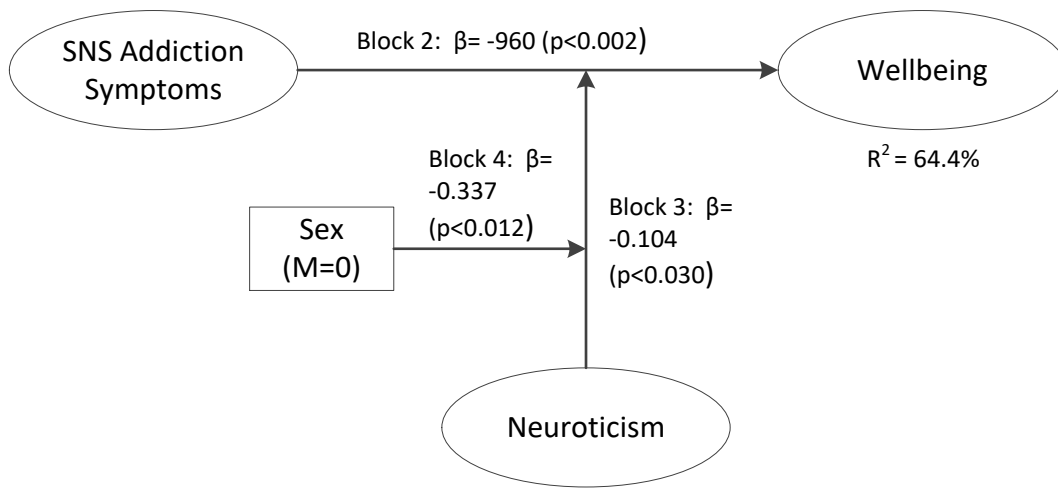 SNS Addiction
Symptoms
Block 2:  β= -960 (p<0.002)
Wellbeing
R² = 64.4%
Block 4:  β=
-0.337
(p<0.012)
Sex
(M=0)
Block 3:  β=
-0.104
(p<0.030)
Neuroticism